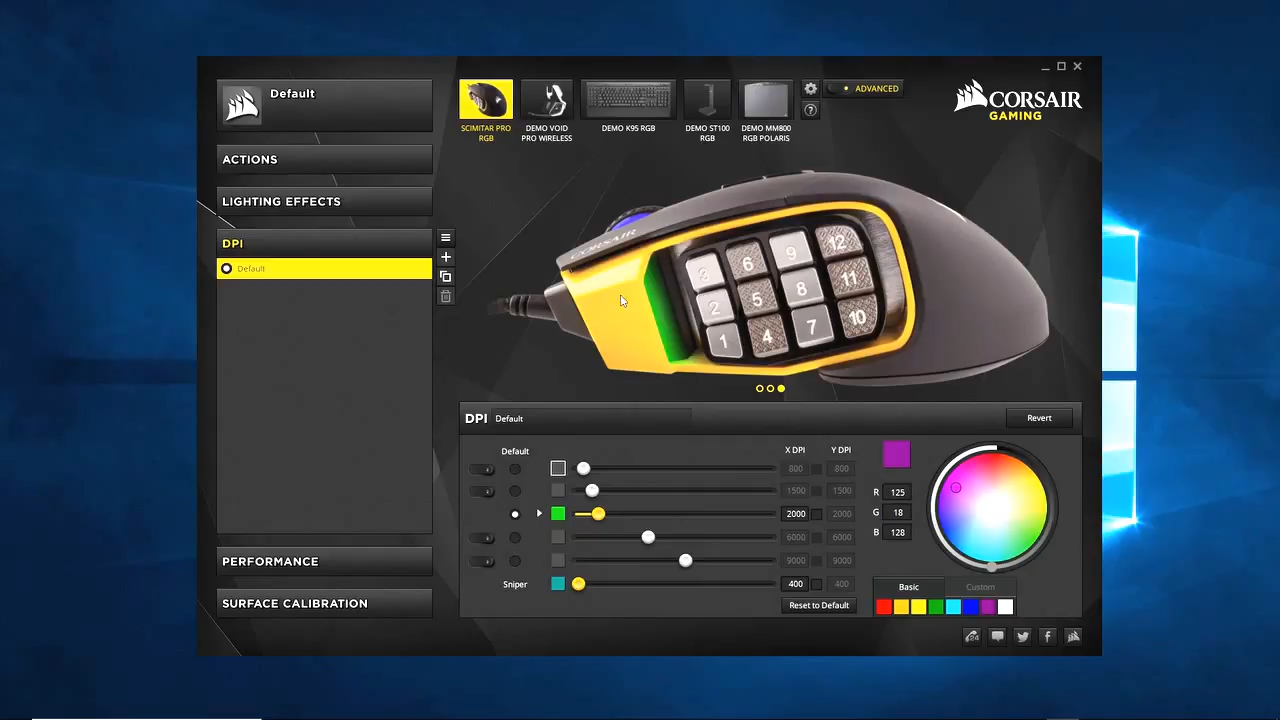 Default
ACTIONS
LIGHTING EFFECTS
DPI
Default
PERFORMANCE
SURFACE CALIBRATION
SCIMITAR PRO
RGB
DEMO VOID
PRO WIRELESS
DEMO K95 RGB
DEMO ST100
RGB
DEMO MM800
RGB POLARIS
?
ADVANCED
CORSAIR
GAMING
CORSAIR
3 6 9 12
2 5 8 11
1 4 7 10
DPI Default
Revert
Default X DPI Y DPI
800 800
1500 1500
2000 2000
6000 6000
9000 9000
Sniper 400 400
Reset to Default
R 125
G 18
B 128
Basic Custom
24